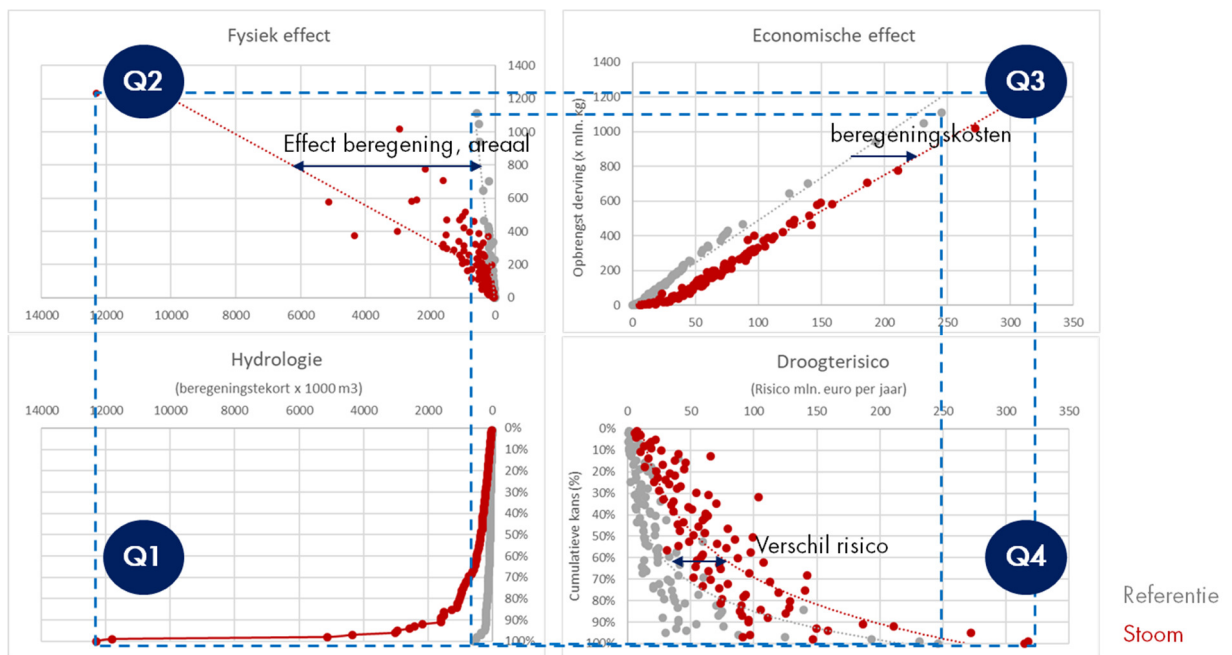 Fysiek effect
Q2
1400
1200
1000
800
600
400
200
0
Effect beregening, areaal
14000 12000 10000 8000 6000 4000 2000 0
Economische effect
Q3
Opbrengst derving (x mln. kg)
1400
1200
1000
800
600
400
200
0
beregeningskosten
0 50 100 150 200 250 300 350
Hydrologie
(beregeningstekort x 1000 m3)
14000 12000 10000 8000 6000 4000 2000 0
0%
10%
20%
30%
40%
50%
60%
70%
80%
90%
100%
Q1
Droogterisico
(Risico mln. euro per jaar)
0 50 100 150 200 250 300 350
Cumulatieve kans (%)
0%
10%
20%
30%
40%
50%
60%
70%
80%
90%
100%
Verschil risico
Q4
Referentie
Stoom